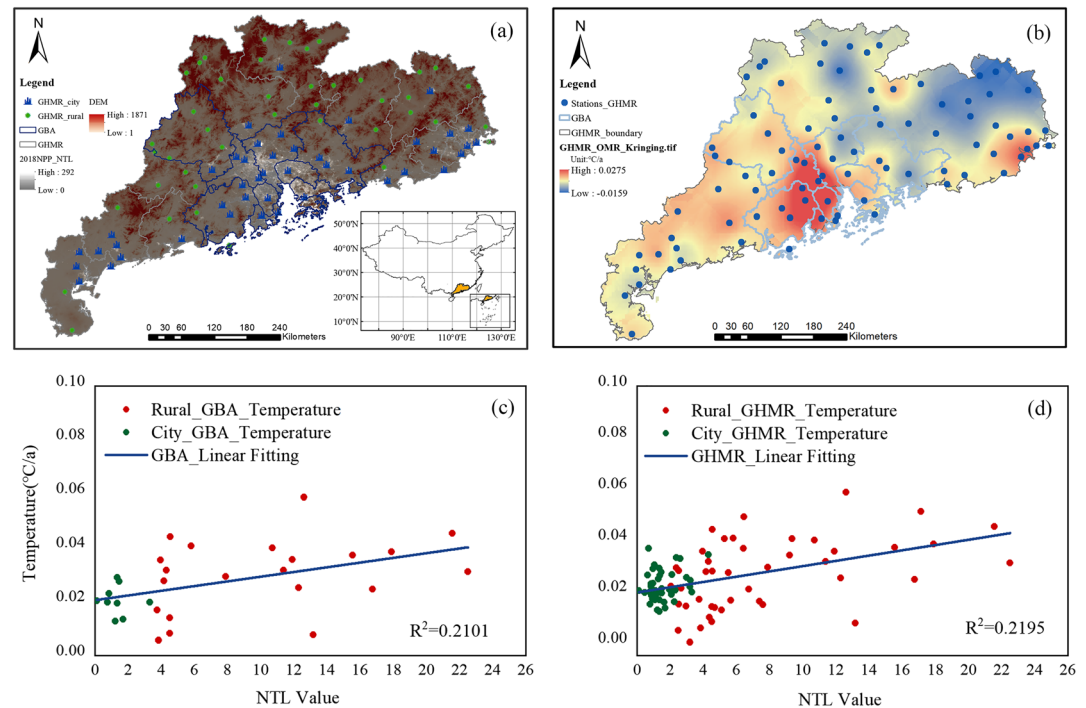 (a)
N
Legend
GHMR_city
GHMR_rural
GBA
GHMR
2018NPP_NTL
High : 292
Low : 0
DEM
High : 1871
Low : 1
0 30 60 120 180 240
Kilometers
50°0'N
40°0'N
30°0'N
20°0'N
10°0'N
90°0'E 110°0'E 130°0'E
(b)
N
Legend
Stations_GHMR
GBA
GHMR_boundary
GHMR_OMR_Kringing.tif
Unit:°C/a
High : 0.0275
Low : -0.0159
0 30 60 120 180 240
Kilometers
(c)
Rural_GBA_Temperature
City_GBA_Temperature
GBA_Linear Fitting
R²=0.2101
Temperature(°C/a)
0.10
0.08
0.06
0.04
0.02
0.00
0 2 4 6 8 10 12 14 16 18 20 22 24 26
NTL Value
(d)
Rural_GHMR_Temperature
City_GHMR_Temperature
GHMR_Linear Fitting
R²=0.2195
0.10
0.08
0.06
0.04
0.02
0.00
0 2 4 6 8 10 12 14 16 18 20 22 24 26
NTL Value